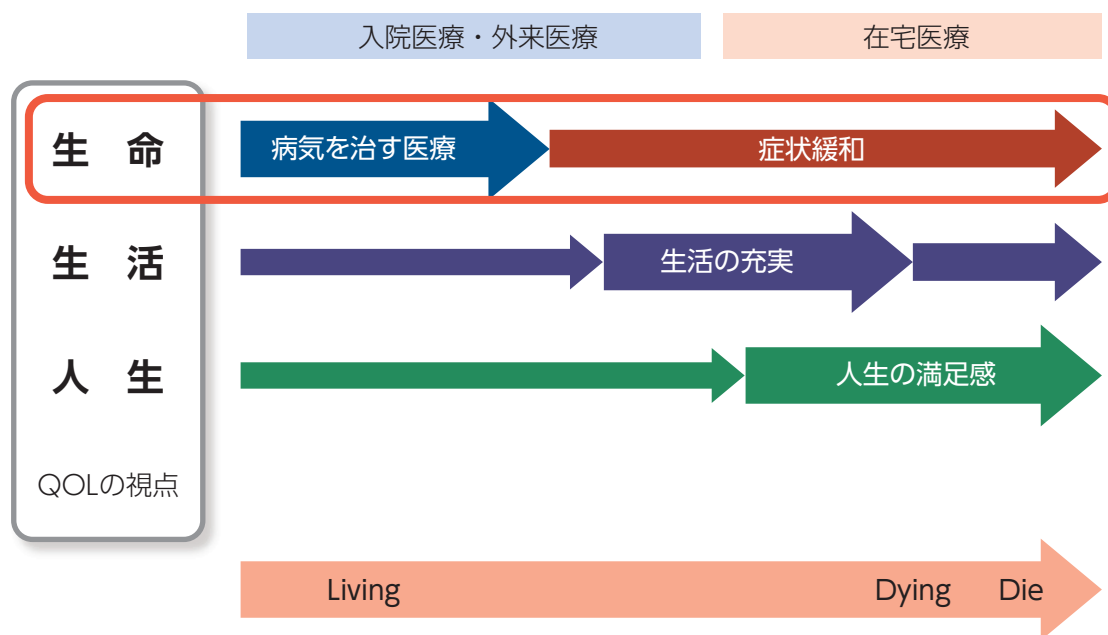 入院医療・外来医療
在宅医療
生 命
病気を治す医療
症状緩和
生 活
生活の充実
人 生
人生の満足感
QOLの視点
Living
Dying
Die